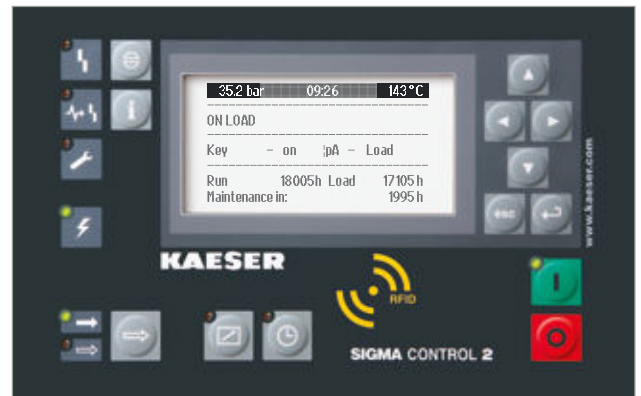 35.2 bar 09:26 143°C
ON LOAD
Key - on ¦pA - Load
Run 18005h Load 17105h
Maintenance in: 1995h
esc
www.kaeser.com
KAESER
RFID
I
SIGMA CONTROL 2